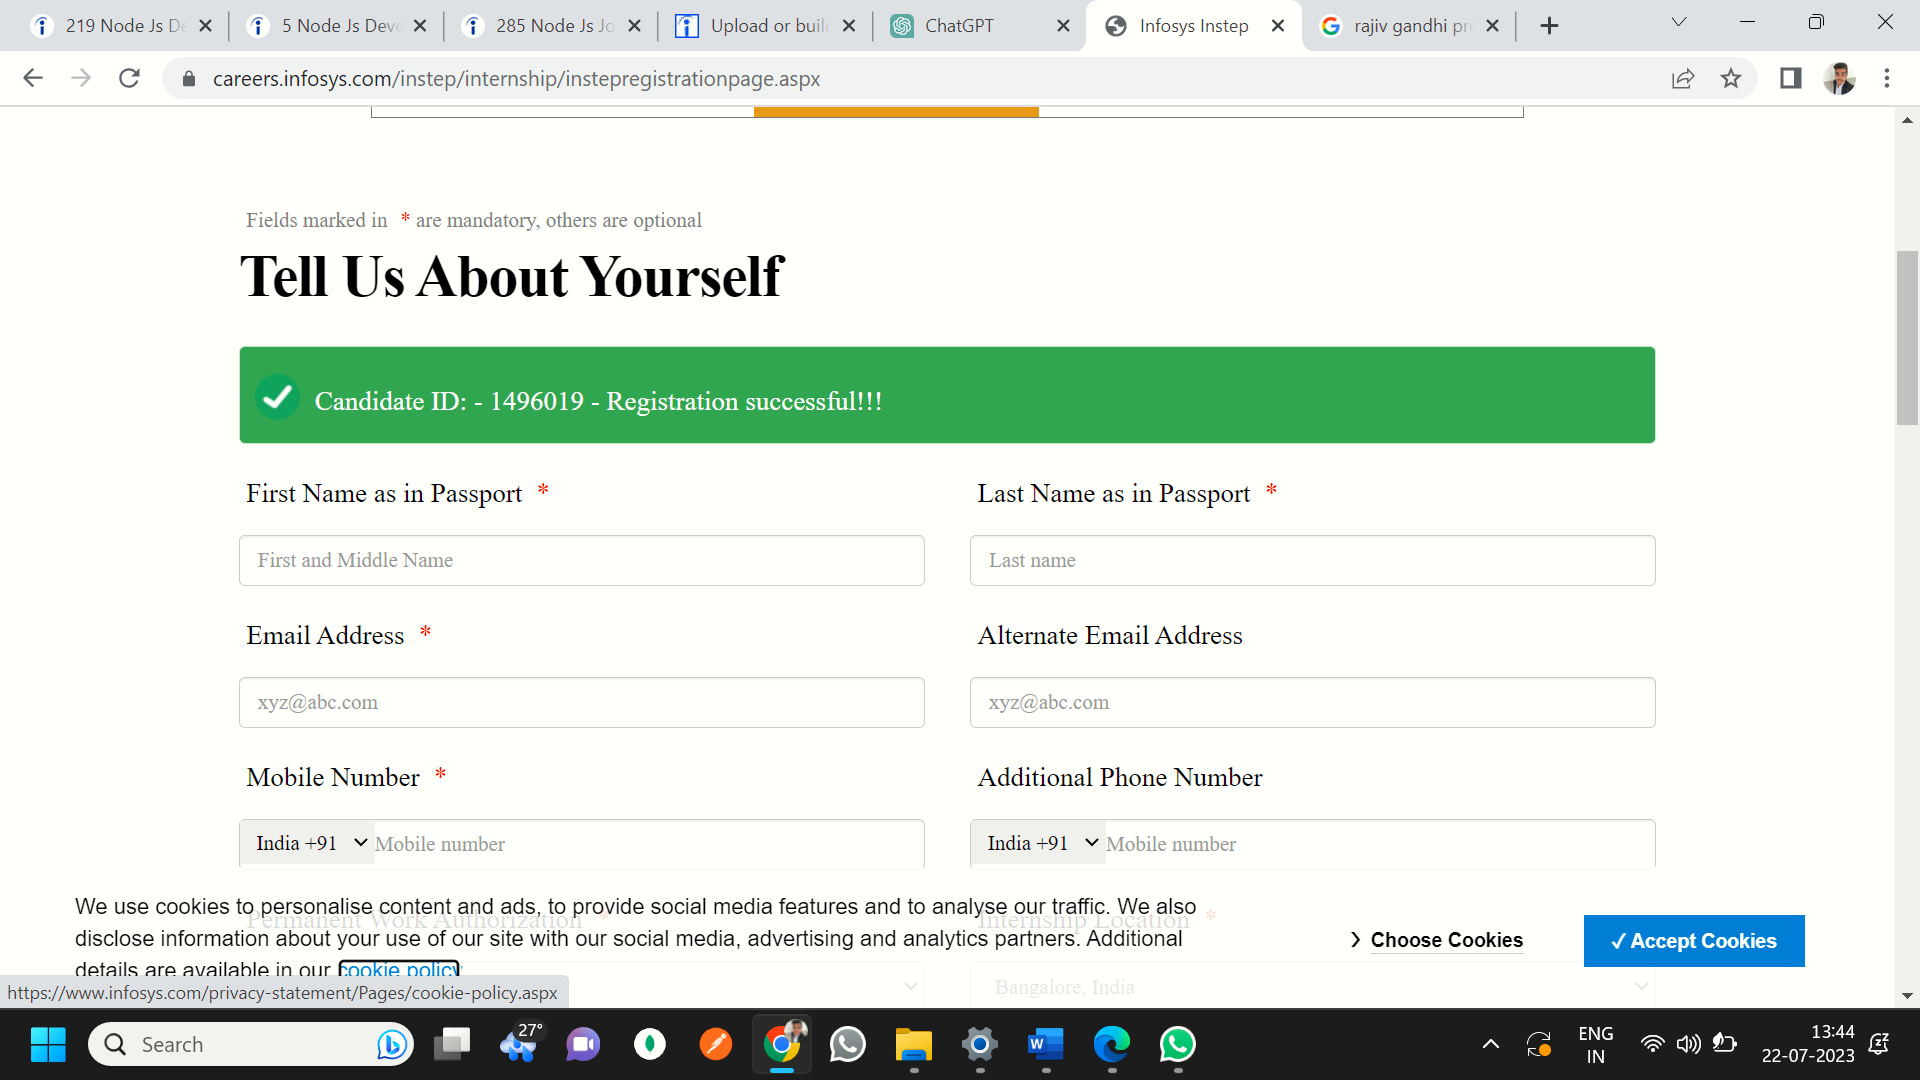 219 Node Js De
5 Node Js Deve
285 Node Js Jo
Upload or buil
ChatGPT
Infosys Instep
rajiv gandhi pr
careers.infosys.com/instep/internship/instepregistrationpage.aspx
Fields marked in * are mandatory, others are optional
Tell Us About Yourself
Candidate ID: - 1496019 - Registration successful!!!
First Name as in Passport *
Last Name as in Passport *
First and Middle Name
Last name
Email Address *
Alternate Email Address
xyz@abc.com
xyz@abc.com
Mobile Number *
Additional Phone Number
India +91
Mobile number
India +91
Mobile number
Permanent Work Authorization *
Internship Location *
Bangalore, India
We use cookies to personalise content and ads, to provide social media features and to analyse our traffic. We also
disclose information about your use of our site with our social media, advertising and analytics partners. Additional
details are available in our cookie policy
Choose Cookies
✓ Accept Cookies
https://www.infosys.com/privacy-statement/Pages/cookie-policy.aspx
Search
27°
W
ENG
IN
13:44
22-07-2023